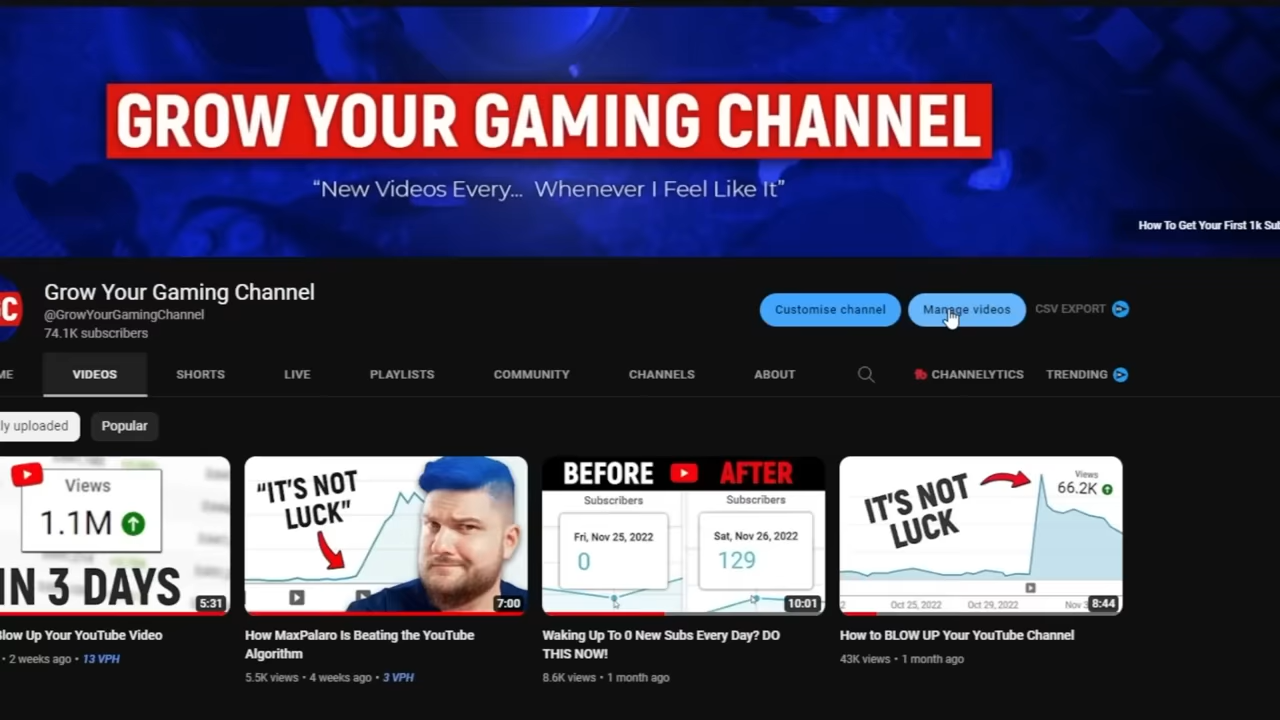 GROW YOUR GAMING CHANNEL
“New Videos Every... Whenever I Feel Like It”
How To Get Your First 1k
Grow Your Gaming Channel
@GrowYourGamingChannel
74.1K subscribers
Customise channel
Manage videos
CSV EXPORT
VIDEOS
SHORTS
LIVE
PLAYLISTS
COMMUNITY
CHANNELS
ABOUT
CHANNELYTICS
TRENDING
uploaded
Popular
Views
1.1M
IN 3 DAYS
5:31
Blow Up Your YouTube Video
• 2 weeks ago • 13 VPH
“IT'S NOT
LUCK”
7:00
How MaxPalaro Is Beating the YouTube
Algorithm
5.5K views • 4 weeks ago • 3 VPH
BEFORE AFTER
Subscribers Subscribers
Fri, Nov 25, 2022
0
Sat, Nov 26, 2022
129
10:01
Waking Up To 0 New Subs Every Day? DO
THIS NOW!
8.6K views • 1 month ago
IT'S NOT
LUCK
Views
66.2K
Oct 25, 2022 Oct 29, 2022 Nov
8:44
How to BLOW UP Your YouTube Channel
43K views • 1 month ago